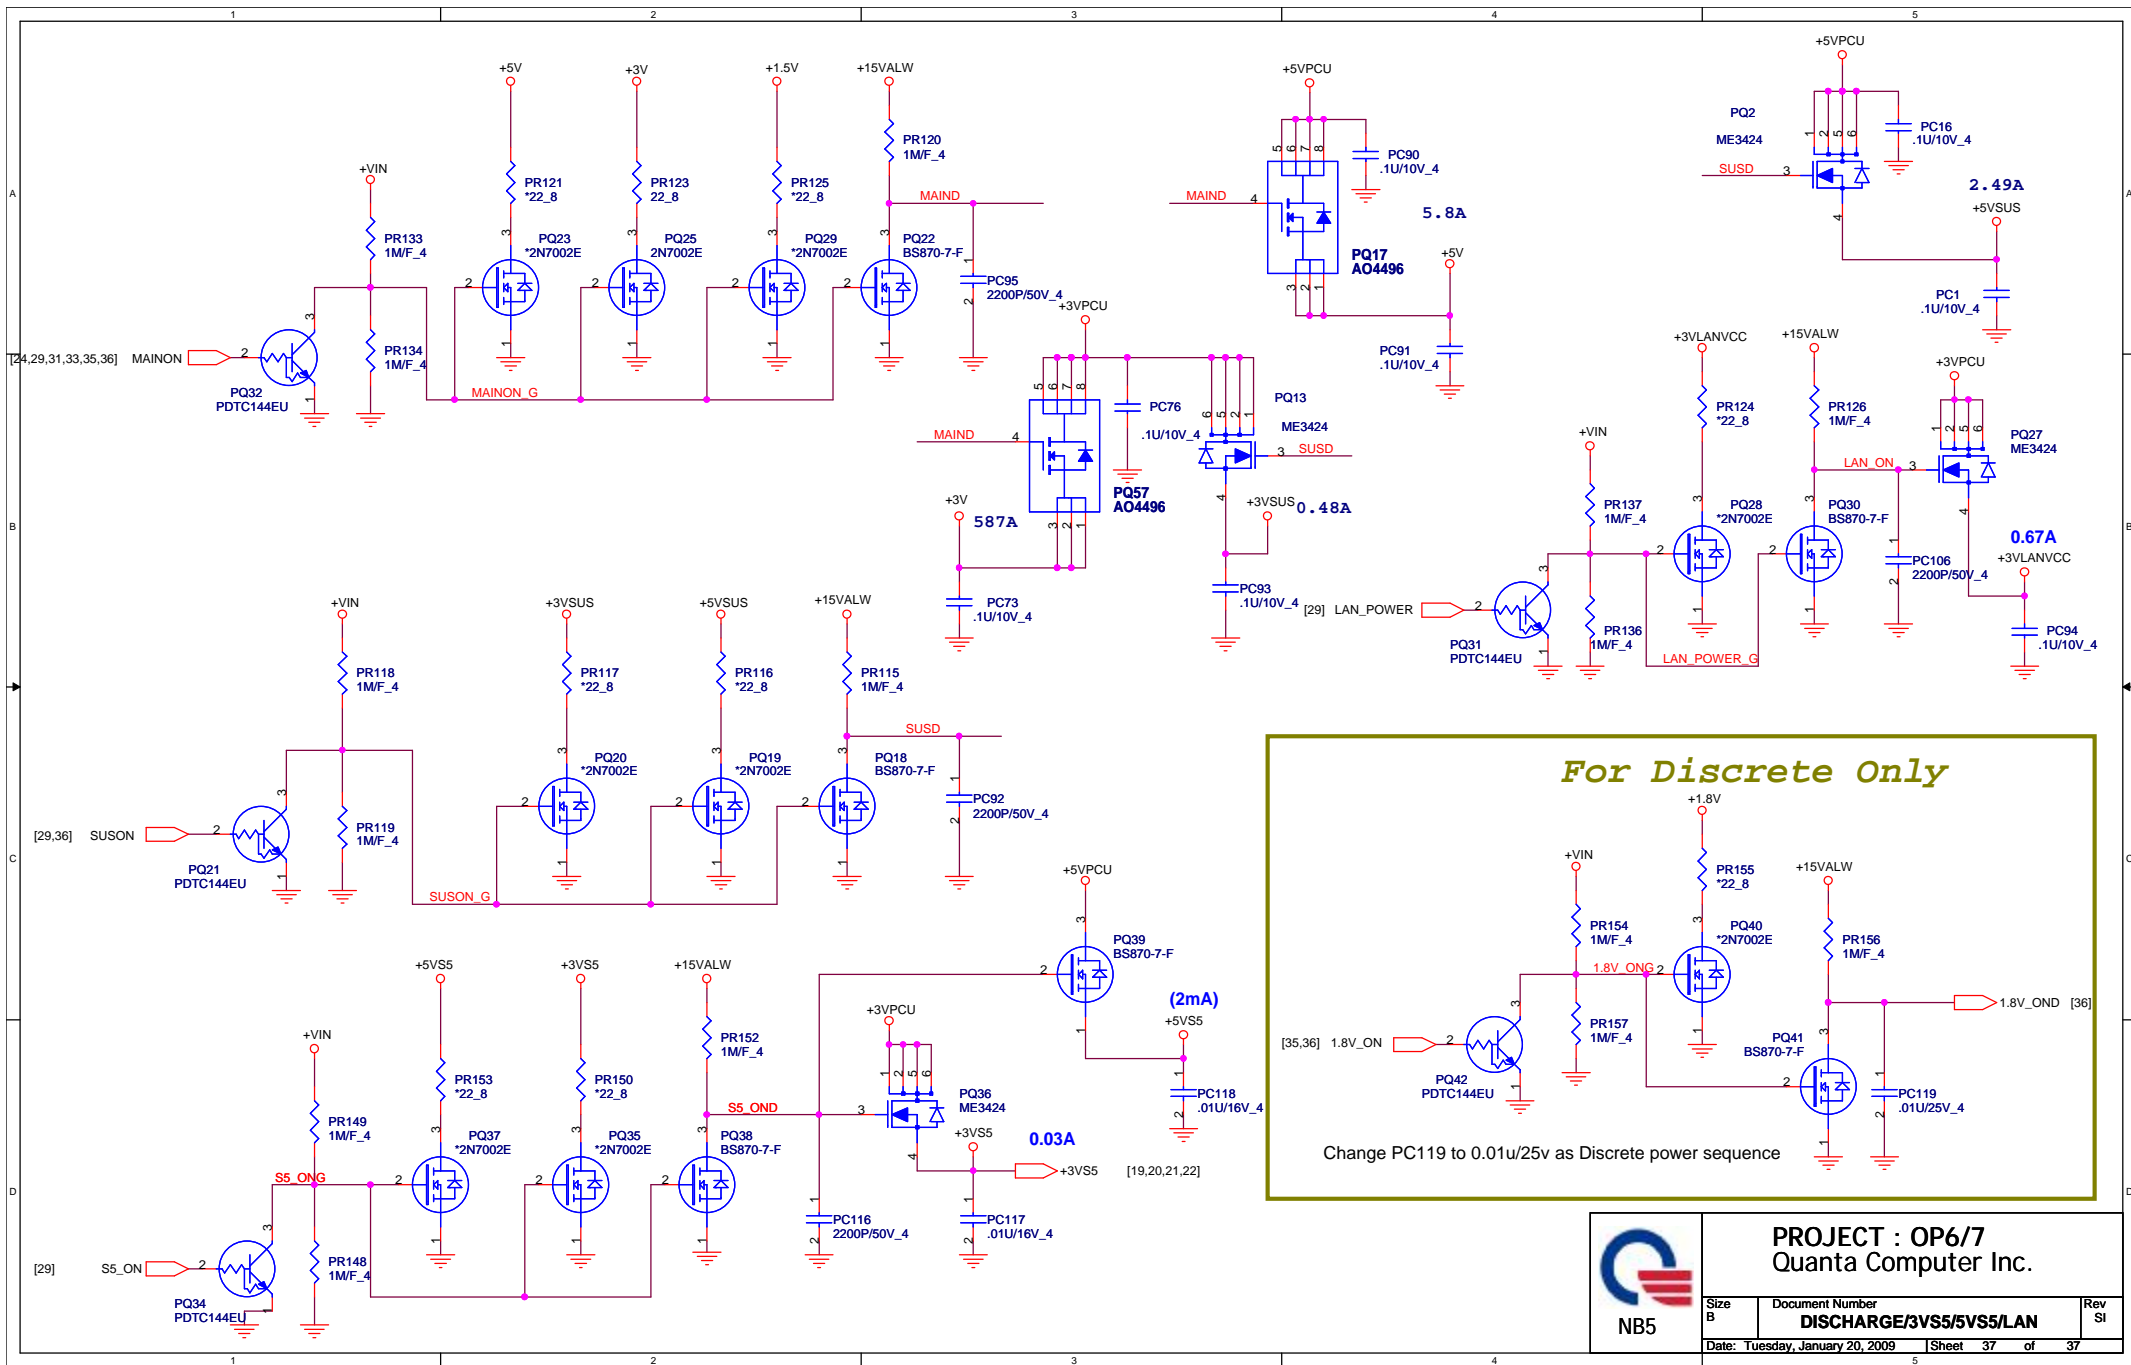 1 2 3 4 5
A
B
C
D
+5V
+3V
+1.5V
+15VALW
+VIN
PR133
1M/F_4
PR134
1M/F_4
PR121
*22_8
PR123
22_8
PR125
*22_8
PR120
1M/F_4
PQ23
*2N7002E
PQ25
2N7002E
PQ29
*2N7002E
PQ22
BS870-7-F
MAIND
PC95
2200P/50V_4
[24,29,31,33,35,36] MAINON
PQ32
PDTC144EU
MAINON_G
+5VPCU
PC90
.1U/10V_4
MAIND
5.8A
PQ17
AO4496
+5V
PC91
.1U/10V_4
+5VPCU
PQ2
ME3424
PC16
.1U/10V_4
SUSD
2.49A
+5VSUS
PC1
.1U/10V_4
+3VPCU
PC76
.1U/10V_4
PQ13
ME3424
MAIND
SUSD
PQ57
AO4496
+3V
587A
+3VSUS
0.48A
PC73
.1U/10V_4
PC93
.1U/10V_4
+3VLANVCC
+15VALW
+3VPCU
PR124
*22_8
PR126
1M/F_4
PQ27
ME3424
+VIN
LAN_ON
PR137
1M/F_4
PQ28
*2N7002E
PQ30
BS870-7-F
0.67A
+3VLANVCC
PC106
2200P/50V_4
[29] LAN_POWER
PQ31
PDTC144EU
PR136
1M/F_4
LAN_POWER_G
PC94
.1U/10V_4
+VIN
+3VSUS
+5VSUS
+15VALW
PR118
1M/F_4
PR117
*22_8
PR116
*22_8
PR115
1M/F_4
SUSD
PQ20
*2N7002E
PQ19
*2N7002E
PQ18
BS870-7-F
PC92
2200P/50V_4
[29,36] SUSON
PR119
1M/F_4
PQ21
PDTC144EU
SUSON_G
For Discrete Only
+1.8V
+VIN
PR155
*22_8
+15VALW
PR154
1M/F_4
PQ40
*2N7002E
PR156
1M/F_4
1.8V_ONG
1.8V_OND [36]
[35,36] 1.8V_ON
PR157
1M/F_4
PQ41
BS870-7-F
PQ42
PDTC144EU
PC119
.01U/25V_4
Change PC119 to 0.01u/25v as Discrete power sequence
+5VPCU
PQ39
BS870-7-F
+5VS5
+3VS5
+15VALW
(2mA)
+5VS5
+3VPCU
+VIN
PR152
1M/F_4
PR153
*22_8
PR150
*22_8
PQ36
ME3424
PC118
.01U/16V_4
PR149
1M/F_4
S5_OND
PQ37
*2N7002E
PQ35
*2N7002E
PQ38
BS870-7-F
+3VS5
0.03A
+3VS5 [19,20,21,22]
S5_ONG
PC116
2200P/50V_4
PC117
.01U/16V_4
[29] S5_ON
PR148
1M/F_4
PQ34
PDTC144EU
NB5
PROJECT : OP6/7
Quanta Computer Inc.
Size
B
Document Number
DISCHARGE/3VS5/5VS5/LAN
Rev
SI
Date: Tuesday, January 20, 2009 Sheet 37 of 37
1 2 3 4 5